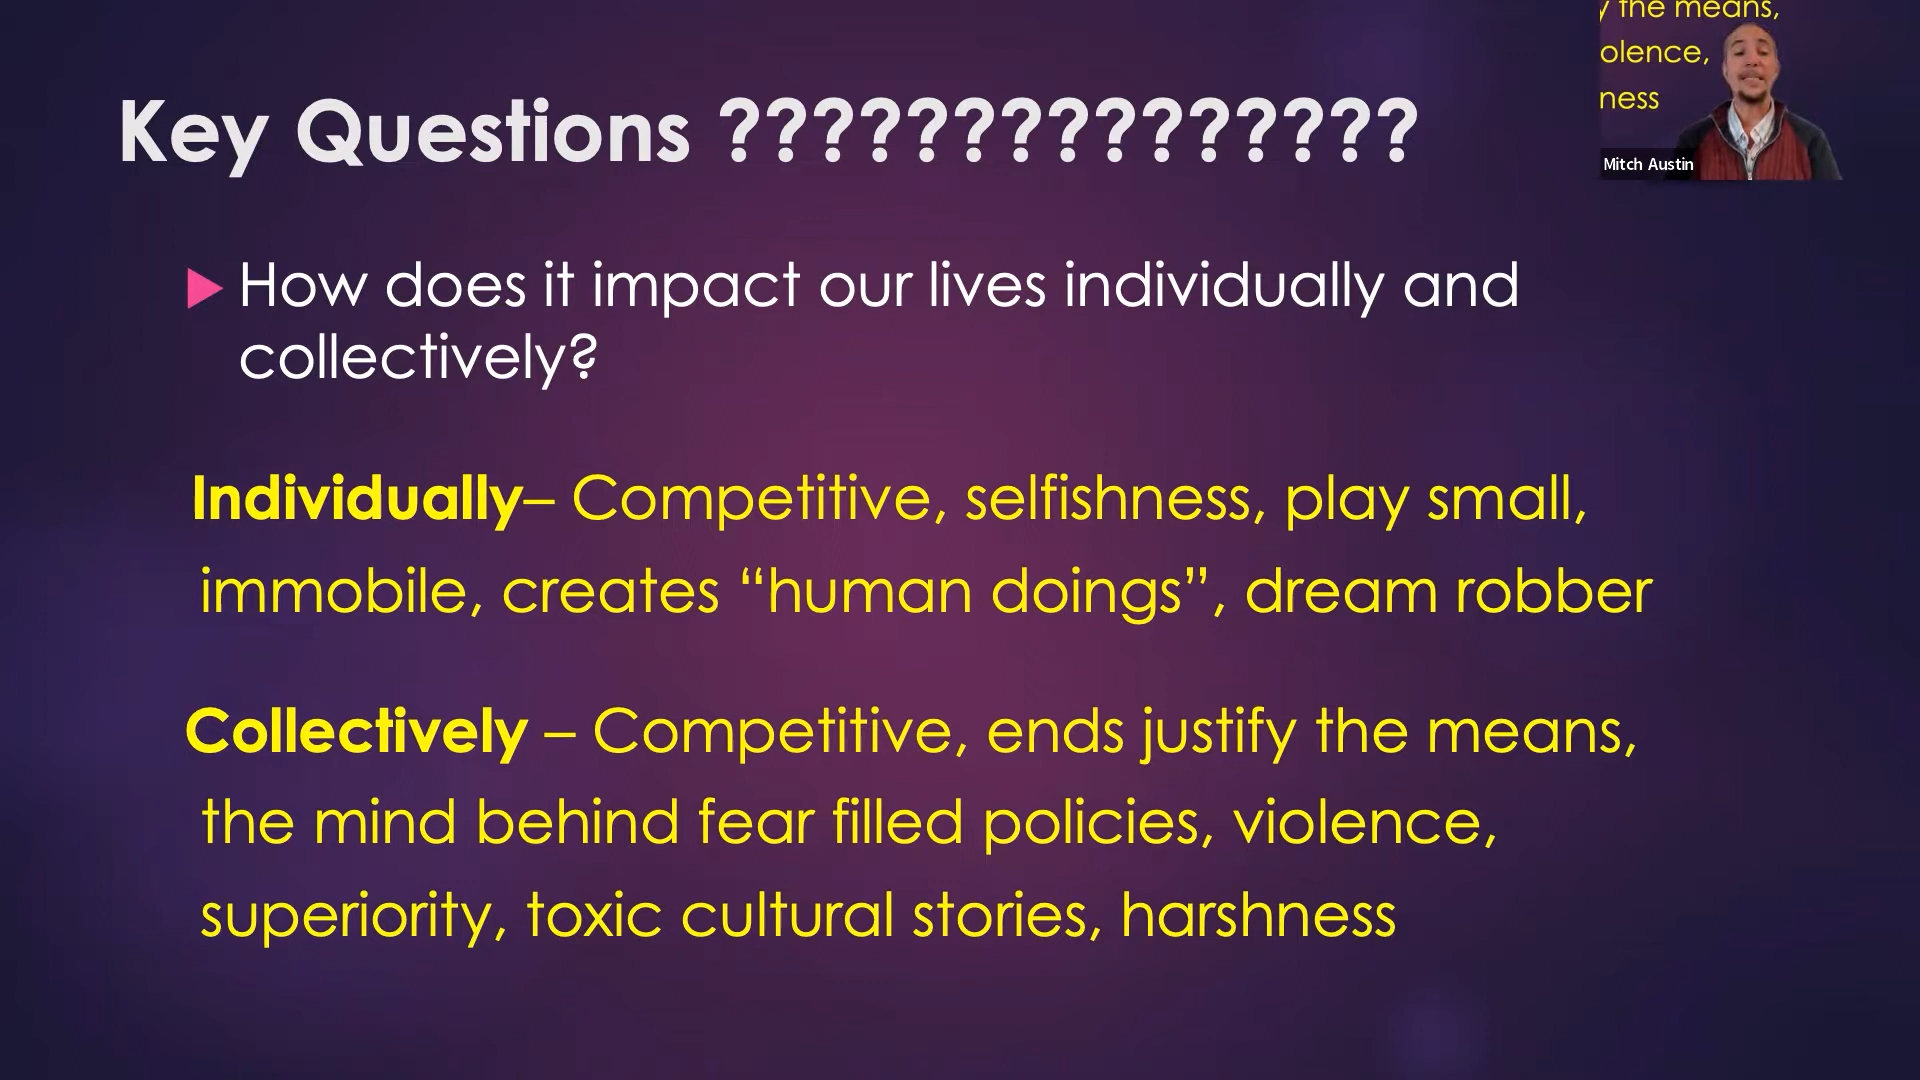 Key Questions ???????????????
How does it impact our lives individually and
collectively?
Individually– Competitive, selfishness, play small,
immobile, creates “human doings”, dream robber
Collectively – Competitive, ends justify the means,
the mind behind fear filled policies, violence,
superiority, toxic cultural stories, harshness
y the means,
olence,
ness
Mitch Austin